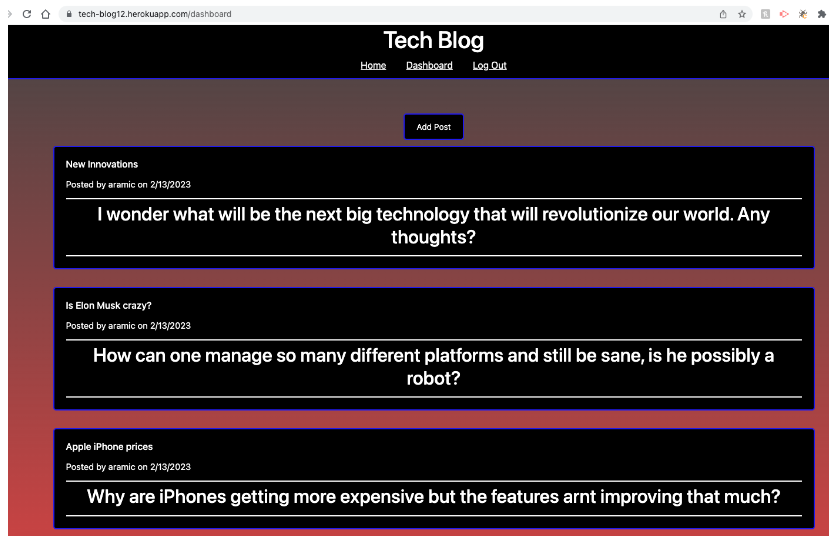 tech-blog12.herokuapp.com/dashboard
Tech Blog
Home Dashboard Log Out
Add Post
New Innovations
Posted by aramic on 2/13/2023
I wonder what will be the next big technology that will revolutionize our world. Any
thoughts?
Is Elon Musk crazy?
Posted by aramic on 2/13/2023
How can one manage so many different platforms and still be sane, is he possibly a
robot?
Apple iPhone prices
Posted by aramic on 2/13/2023
Why are iPhones getting more expensive but the features arnt improving that much?